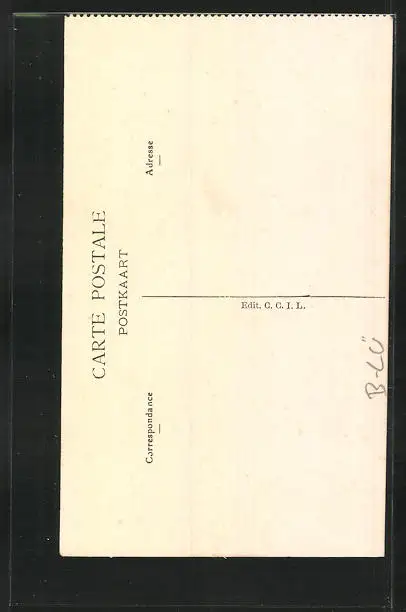 CARTE POSTALE
POSTKAART
Correspondance
Adresse
Edit. C. C. I. L.
B-LÜ